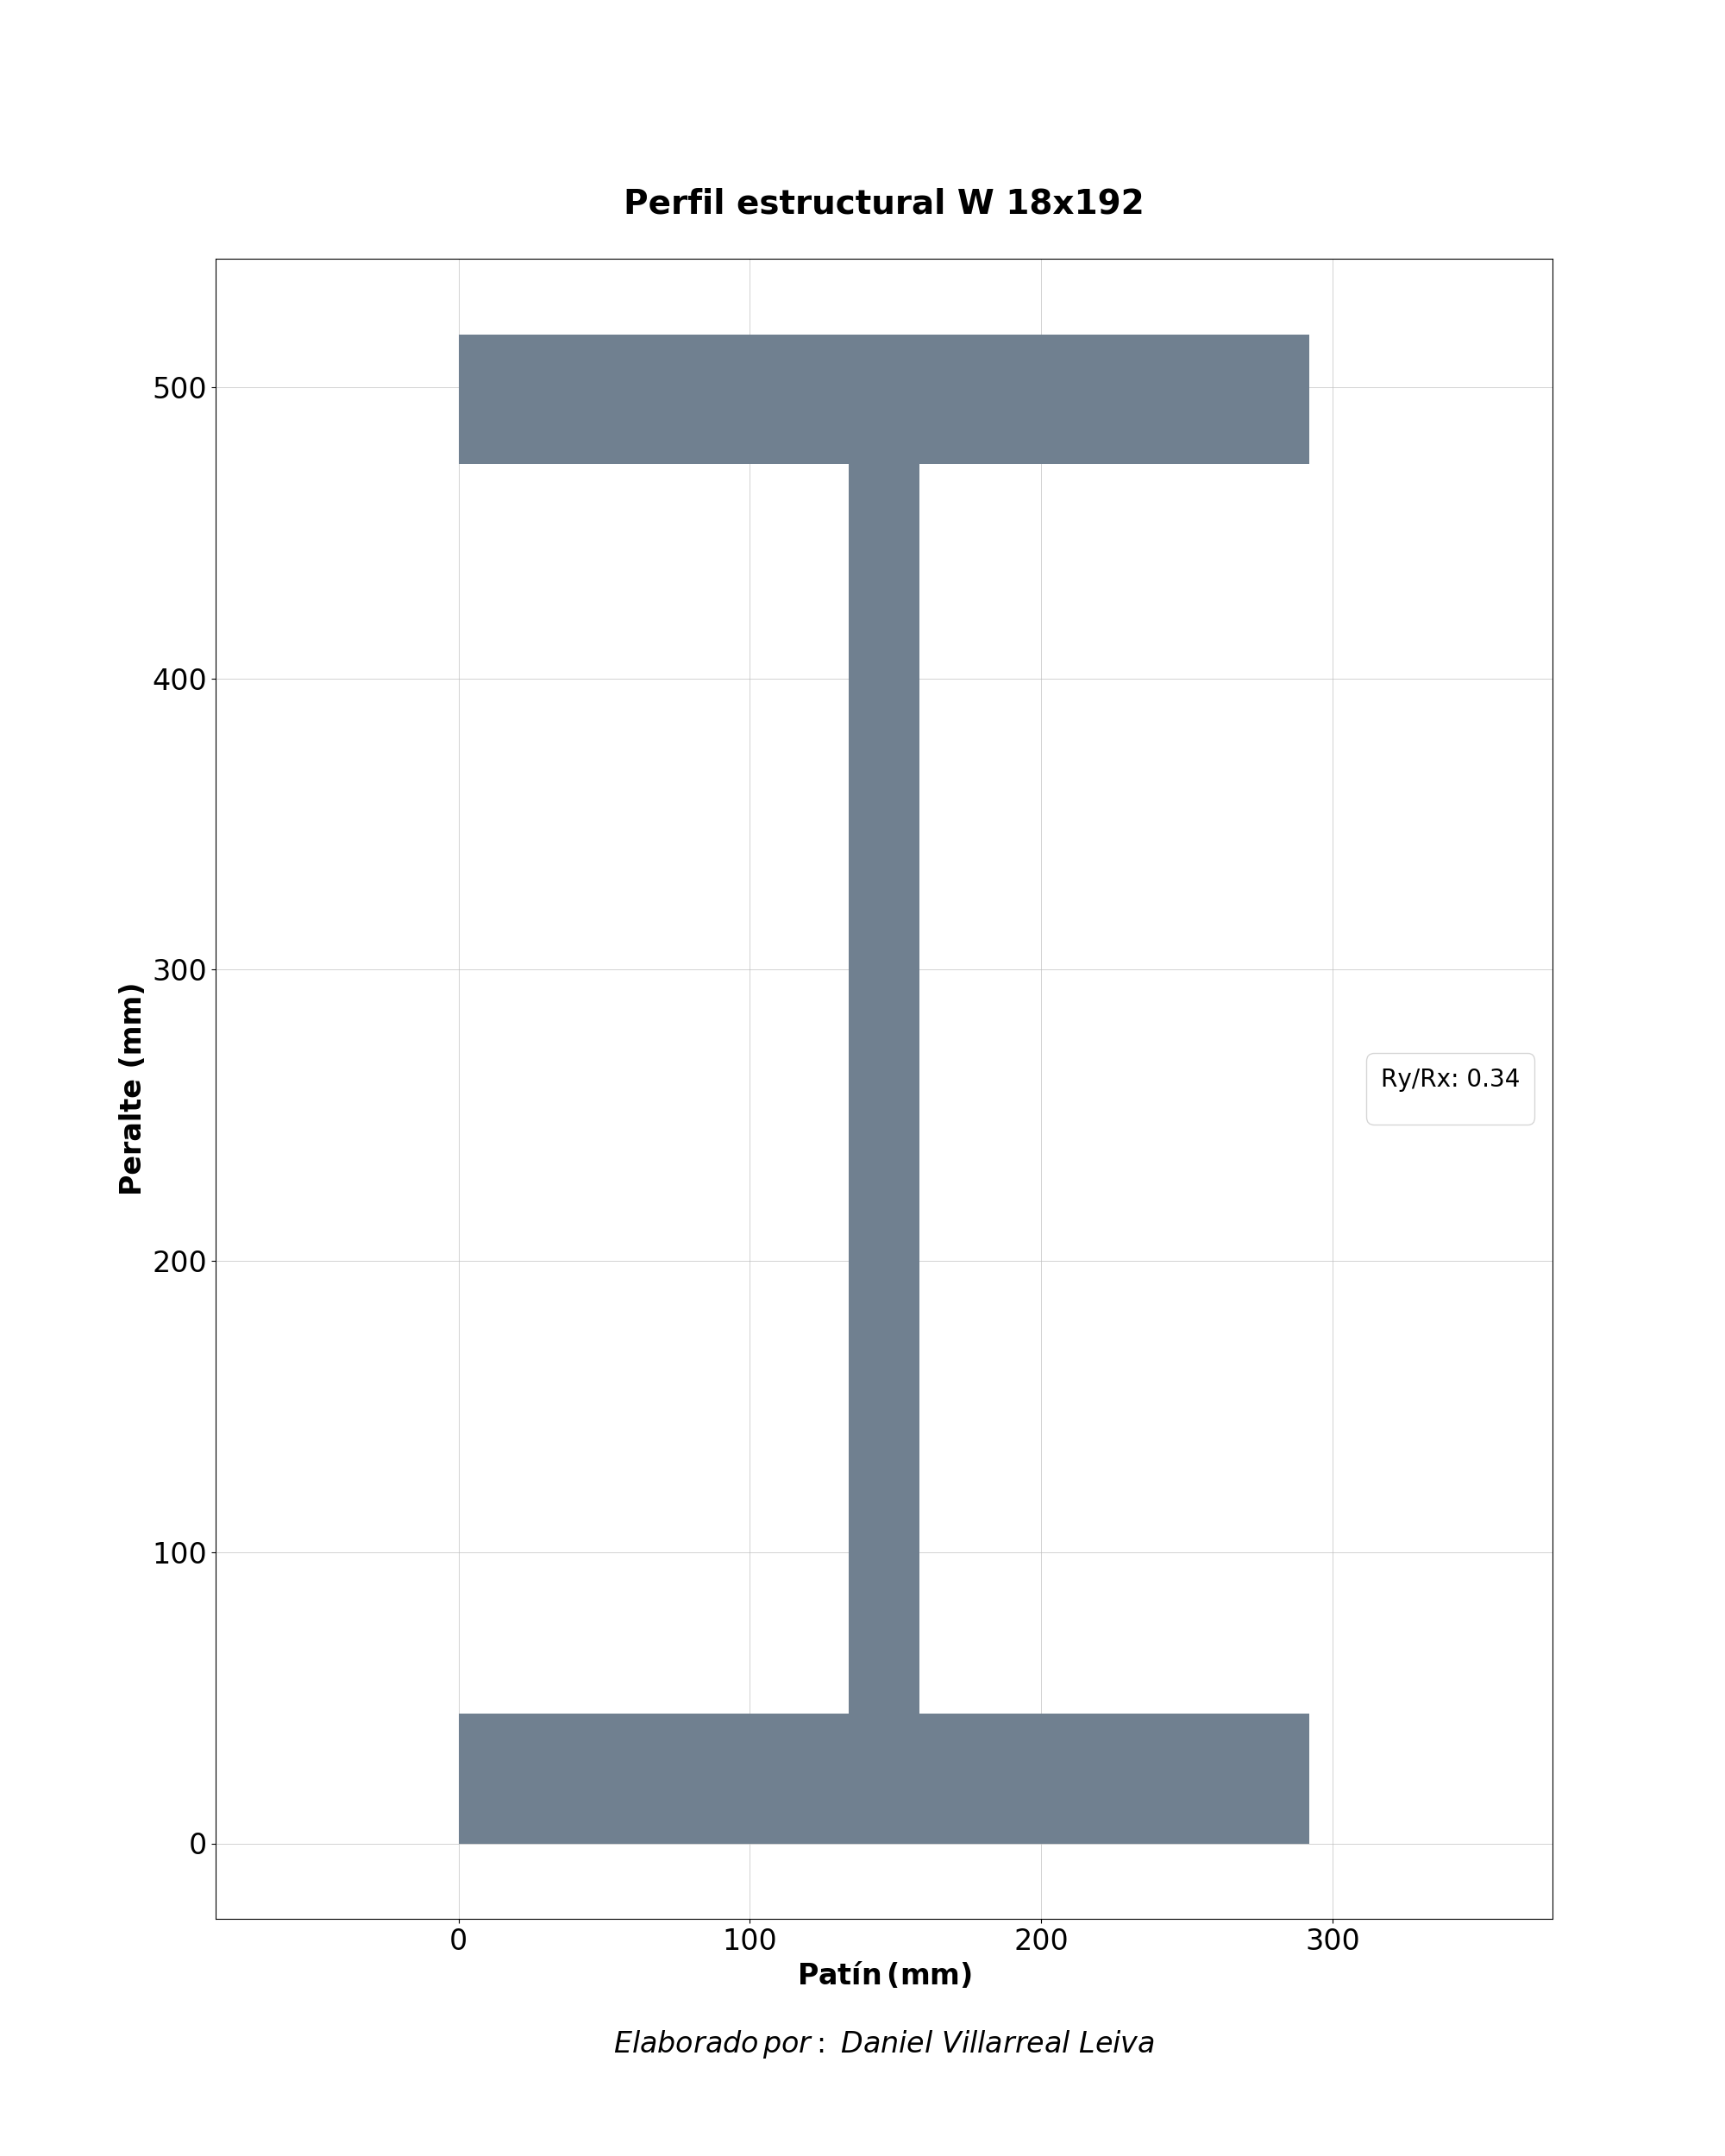 Perfil estructural W 18x192
Peralte (mm)
500
400
300
200
100
0
Ry/Rx: 0.34
0 100 200 300
Patín (mm)
Elaborado por: Daniel Villarreal Leiva